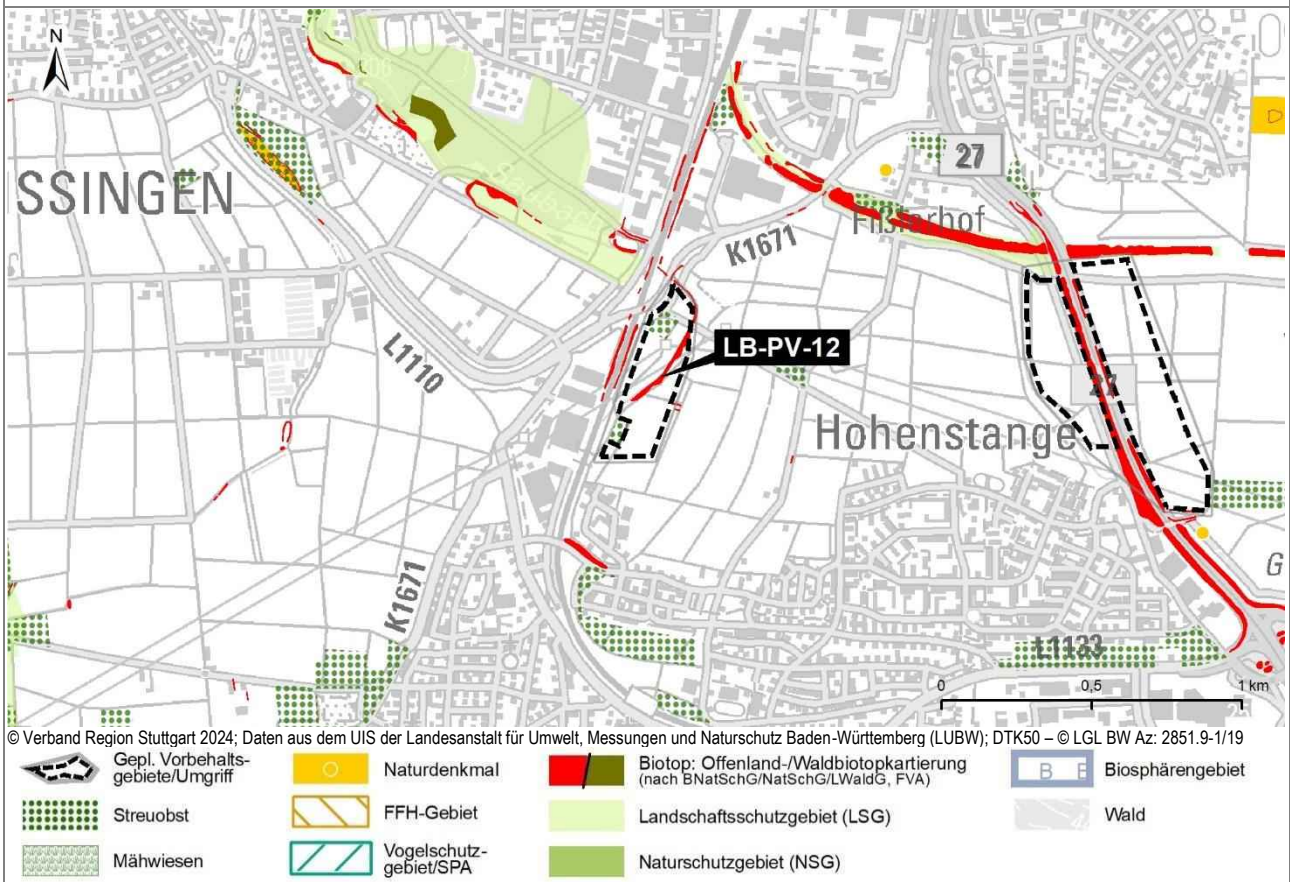 N
SSINGEN
27
K1671
Fißlerhof
L1110
LB-PV-12
27
Hohenstange
K1671
G
L1133
0 0,5 1 km
© Verband Region Stuttgart 2024; Daten aus dem UIS der Landesanstalt für Umwelt, Messungen und Naturschutz Baden-Württemberg (LUBW); DTK50 – © LGL BW Az: 2851.9-1/19
Gepl. Vorbehalts-
gebiete/Umgriff
Streuobst
Mähwiesen
Naturdenkmal
FFH-Gebiet
Vogelschutz-
gebiet/SPA
Biotop: Offenland-/Waldbiotopkartierung
(nach BNatSchG/NatSchG/LWaldG, FVA)
Landschaftsschutzgebiet (LSG)
Naturschutzgebiet (NSG)
B B
Biosphärengebiet
Wald